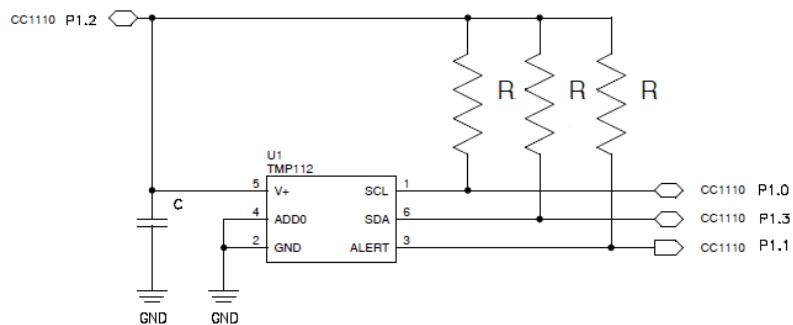 CC1110 P1.2
R R R
U1
TMP112
C
5 V+ SCL 1 CC1110 P1.0
4 ADD0 SDA 6 CC1110 P1.3
2 GND ALERT 3 CC1110 P1.1
GND GND